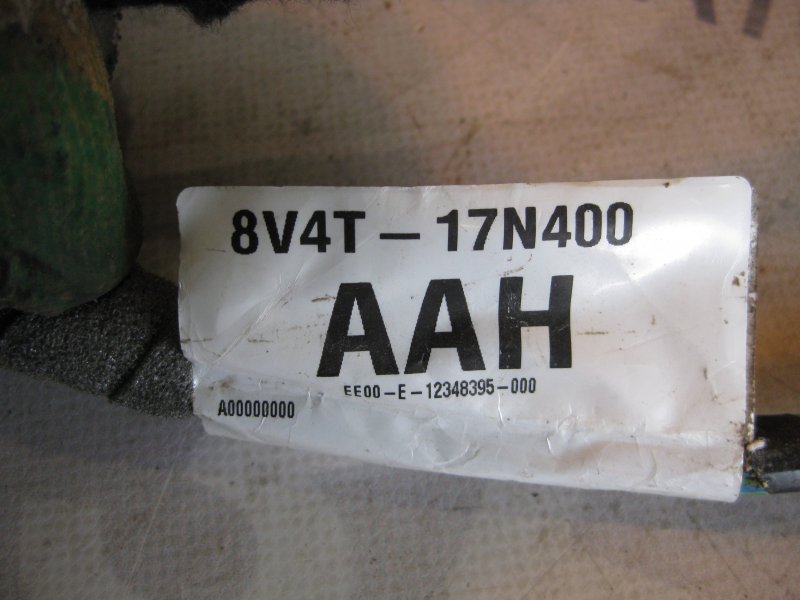 8V4T — 17N400
AAH
EE00-E-12348395-000
A00000000